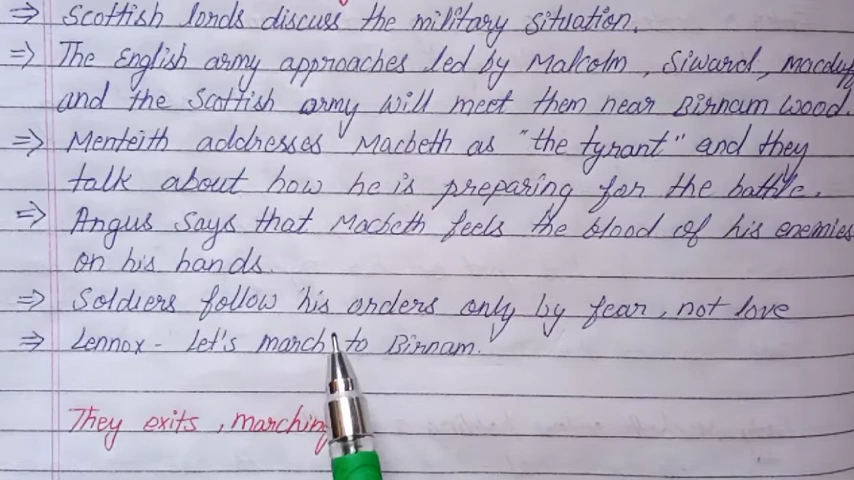 ⇒ Scottish lords discuss the military situation.
⇒ The English army approaches led by Malcolm, Siward, Macduff
and the Scottish army will meet them near Birnam Wood.
⇒ Menteith addresses Macbeth as "the tyrant" and they
talk about how he is preparing for the battle.
⇒ Angus says that Macbeth feels the blood of his enemies
on his hands.
⇒ Soldiers follow his orders only by fear, not love
⇒ Lennox - Let's march to Birnam.
They exits, marching